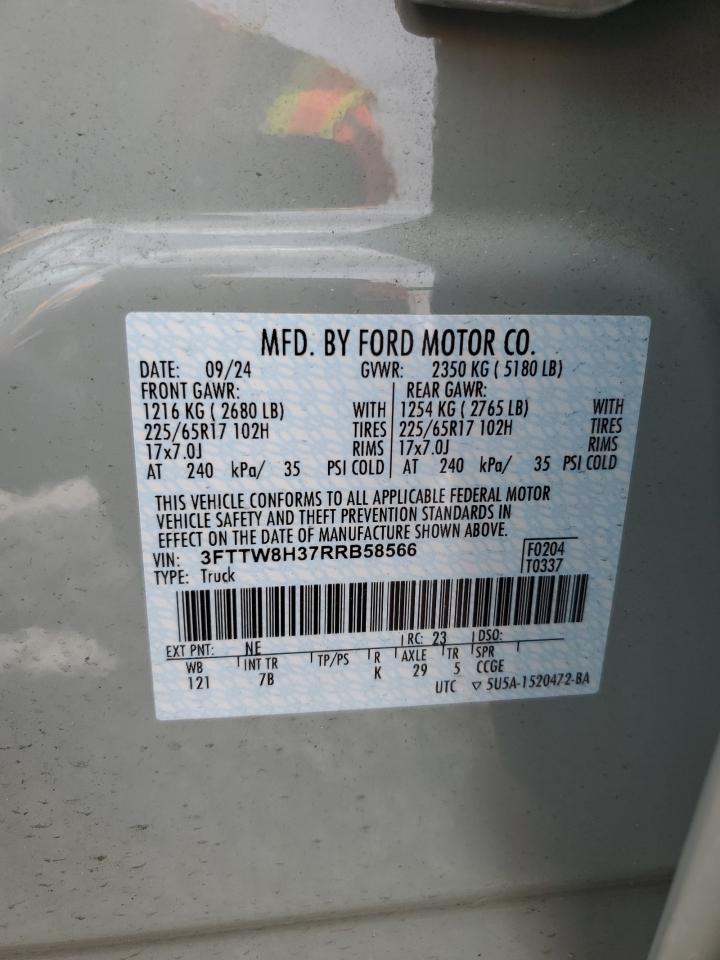 MFD. BY FORD MOTOR CO.
DATE: 09/24 GVWR: 2350 KG ( 5180 LB)
FRONT GAWR: REAR GAWR:
1216 KG ( 2680 LB) WITH 1254 KG ( 2765 LB) WITH
225/65R17 102H TIRES 225/65R17 102H TIRES
17x7.0J RIMS 17x7.0J RIMS
AT 240 kPa/ 35 PSI COLD AT 240 kPa/ 35 PSI COLD
THIS VEHICLE CONFORMS TO ALL APPLICABLE FEDERAL MOTOR
VEHICLE SAFETY AND THEFT PREVENTION STANDARDS IN
EFFECT ON THE DATE OF MANUFACTURE SHOWN ABOVE.
VIN: 3FTTW8H37RRB58566 F0204
TYPE: Truck T0337
EXT PNT: NE RC: 23 DSO:
WB INT TR TP/PS R AXLE TR SPR
121 7B K 29 5 CCGE
UTC ▽ 5U5A-1520472-BA